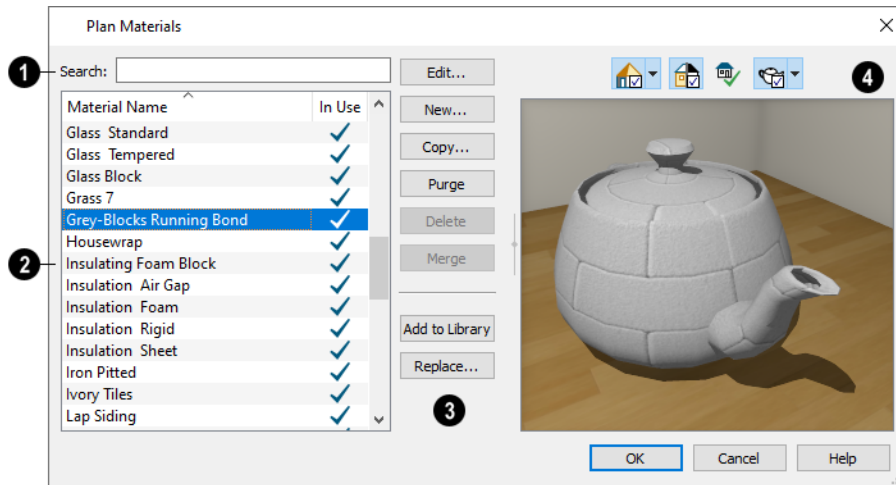 Plan Materials
1 Search:
Edit...
4
Material Name In Use
New...
Glass Standard
Glass Tempered
Copy...
Glass Block
Grass 7
Purge
Grey-Blocks Running Bond
Delete
Housewrap
2 Insulating Foam Block
Merge
Insulation Air Gap
Insulation Foam
Insulation Rigid
Add to Library
Insulation Sheet
Iron Pitted
Replace...
Ivory Tiles
Lap Siding
3
OK Cancel Help